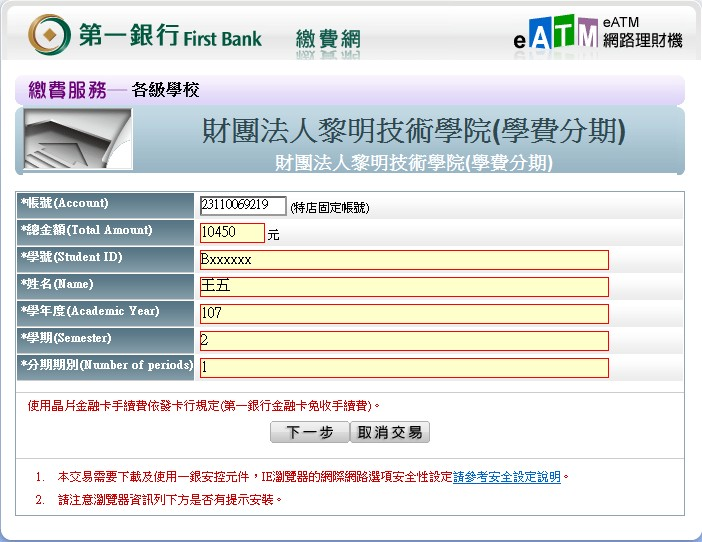 第一銀行 First Bank 繳費網
eATM
eATM 網路理財機
繳費服務— 各級學校
財團法人黎明技術學院(學費分期)
財團法人黎明技術學院(學費分期)
*帳號(Account) 23110069219 (特店固定帳號)
*總金額(Total Amount) 10450 元
*學號(Student ID) Bxxxxxx
*姓名(Name) 王五
*學年度(Academic Year) 107
*學期(Semester) 2
*分期期別(Number of periods) 1
使用晶片金融卡手續費依發卡行規定(第一銀行金融卡免收手續費)。
下一步 取消交易
1. 本交易需要下載及使用一銀安控元件，IE瀏覽器的網際網路選項安全性設定請參考安全設定說明。
2. 請注意瀏覽器資訊列下方是否有提示安裝。